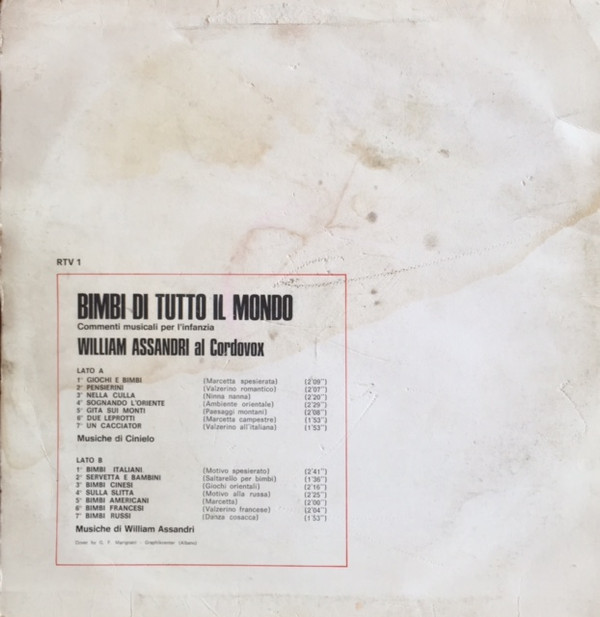 RTV 1
BIMBI DI TUTTO IL MONDO
Commenti musicali per l'infanzia
WILLIAM ASSANDRI al Cordovox
LATO A
1° GIOCHI E BIMBI (Marcetta spesierata) (2'09'')
2° PENSIERINI (Valzerino romantico) (2'07'')
3° NELLA CULLA (Ninna nanna) (2'20'')
4° SOGNANDO L'ORIENTE (Ambiente orientale) (2'29'')
5° GITA SUI MONTI (Paesaggi montani) (2'08'')
6° DUE LEPROTTI (Marcetta campestre) (1'53'')
7° UN CACCIATOR (Valzerino all'italiana) (1'53'')
Musiche di Cinielo
LATO B
1° BIMBI ITALIANI (Motivo spesierato) (2'41'')
2° SERVETTA E BAMBINI (Saltarello per bimbi) (1'36'')
3° BIMBI CINESI (Giochi orientali) (2'16'')
4° SULLA SLITTA (Motivo alla russa) (2'25'')
5° BIMBI AMERICANI (Marcetta) (2'00'')
6° BIMBI FRANCESI (Valzerino francese) (2'04'')
7° BIMBI RUSSI (Danza cosacca) (1'53'')
Musiche di William Assandri
Cover by G. F.